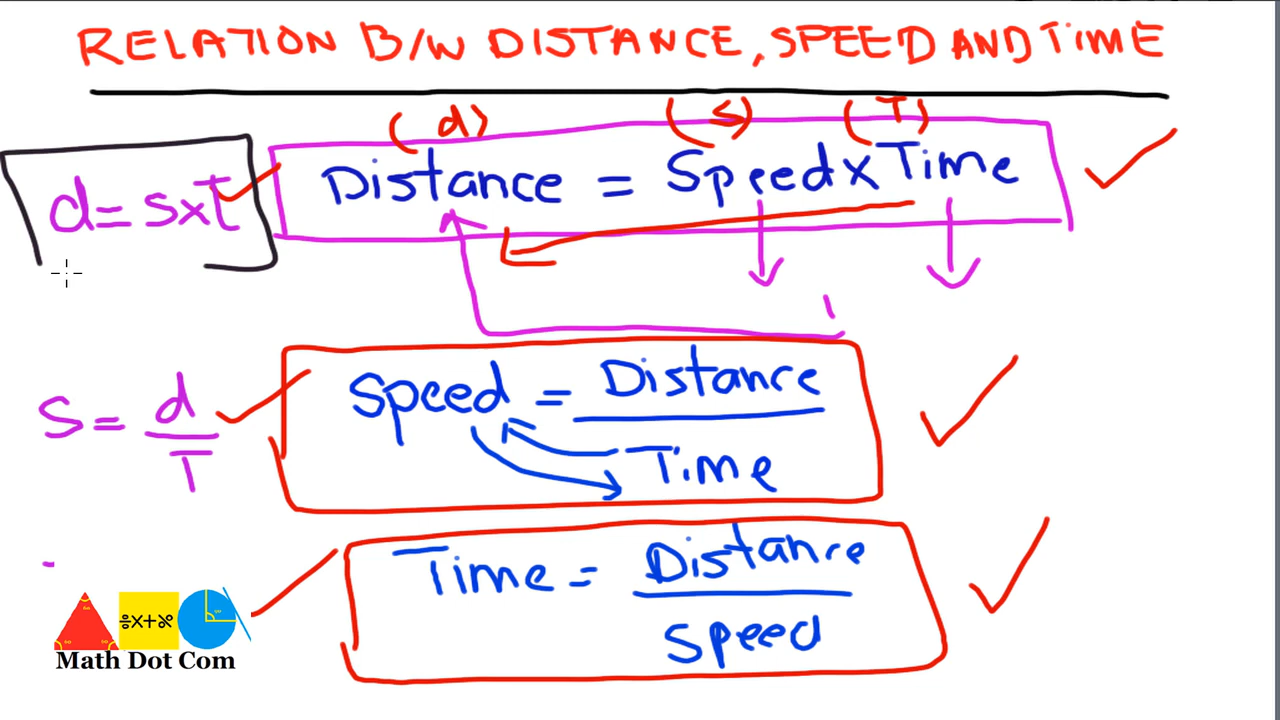 RELATION B/W DISTANCE, SPEED AND TIME
(d) (S) (T)
d = s x t
Distance = Speed x Time
S = d/T
Speed = Distance
Time
Time = Distance
Speed
÷x+%
Math Dot Com